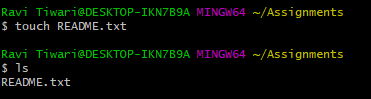 Ravi Tiwari@DESKTOP-IKN7B9A MINGW64 ~/Assignments
$ touch README.txt
Ravi Tiwari@DESKTOP-IKN7B9A MINGW64 ~/Assignments
$ ls
README.txt